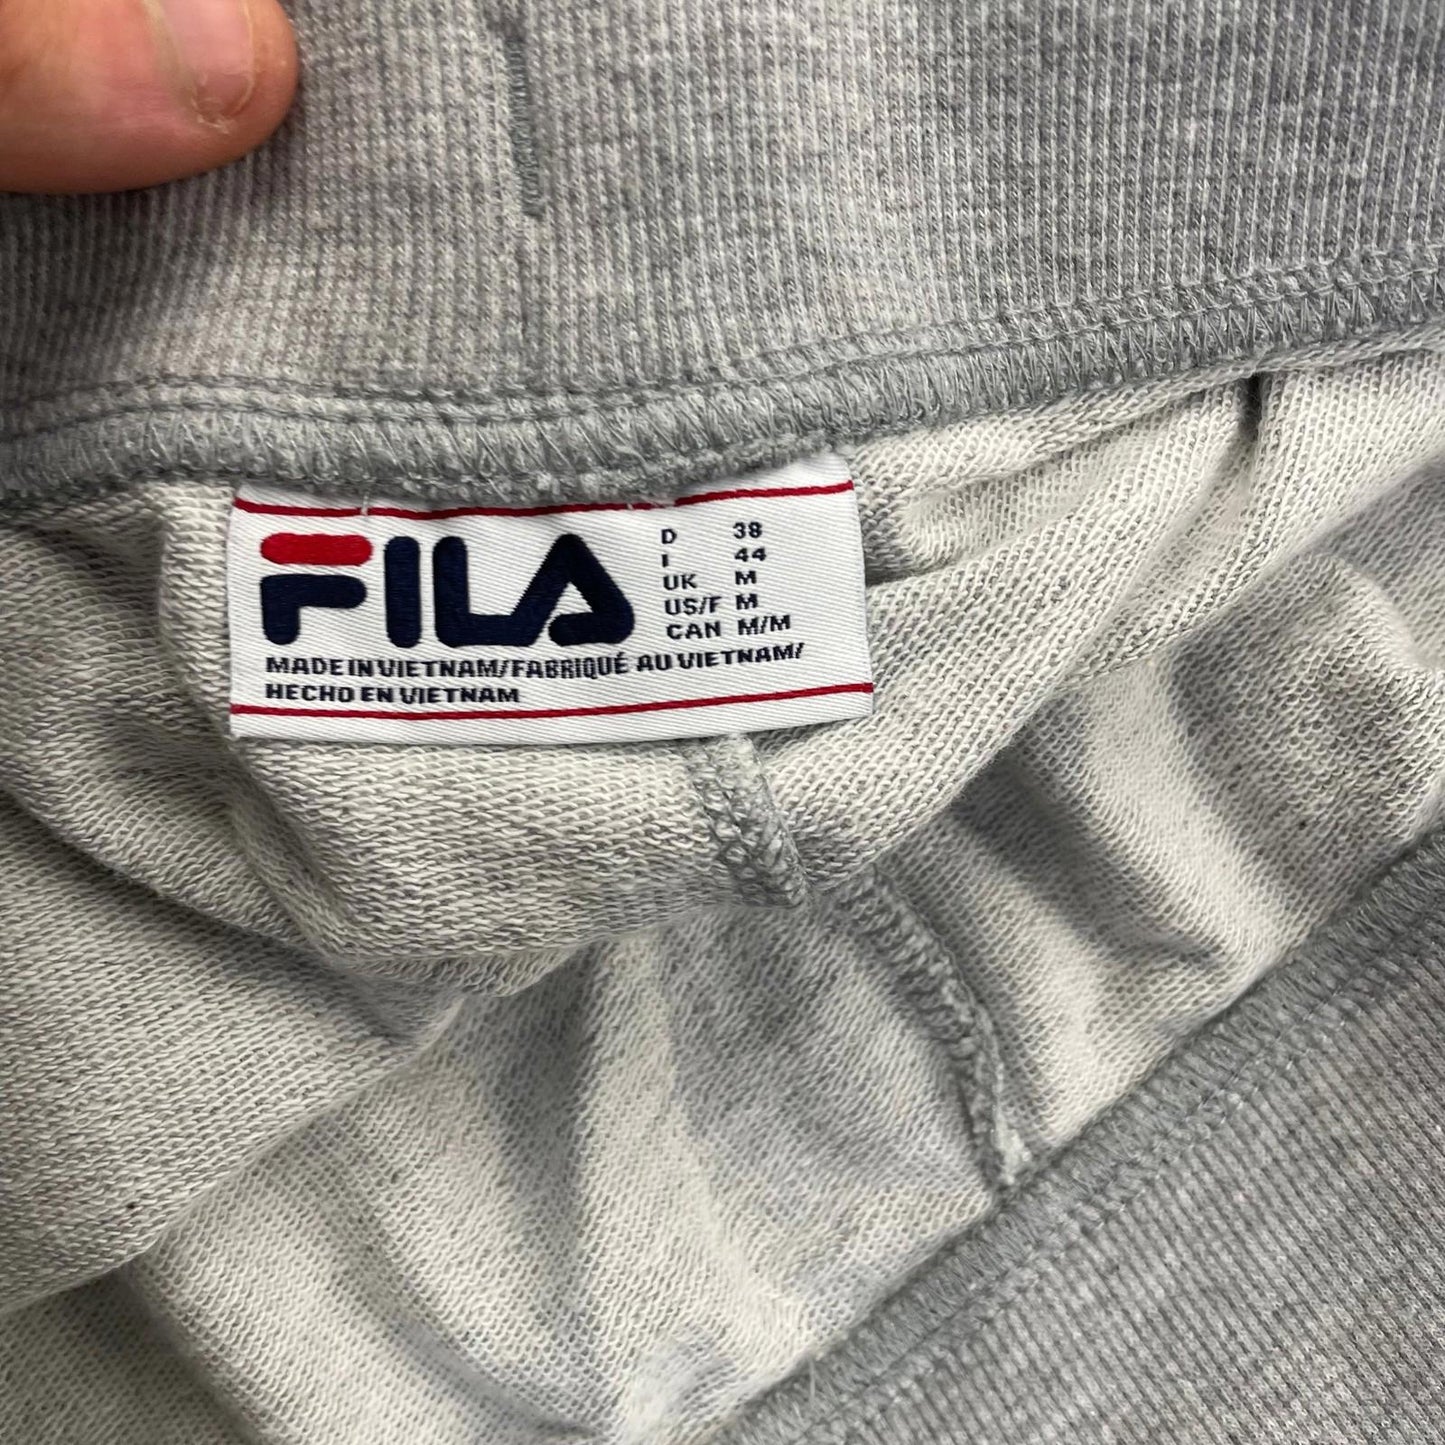 FILA
D 38
I 44
UK M
US/F M
CAN M/M
MADE IN VIETNAM/FABRIQUÉ AU VIETNAM/
HECHO EN VIETNAM